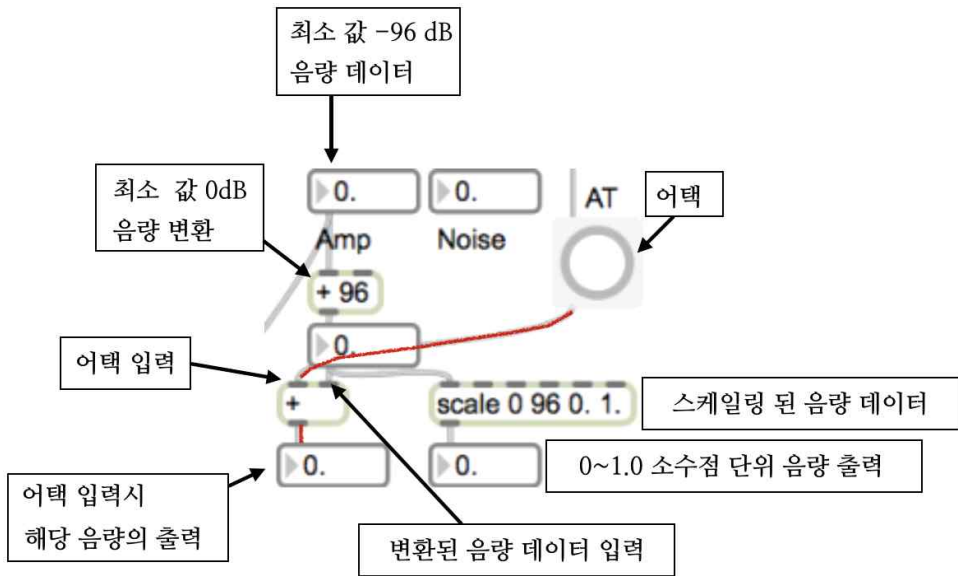 최소 값 -96 dB
음량 데이터
최소 값 0dB
음량 변환
0.
0.
AT
어택
Amp
Noise
+ 96
0.
어택 입력
+
scale 0 96 0. 1.
스케일링 된 음량 데이터
0.
0.
0~1.0 소수점 단위 음량 출력
어택 입력시
해당 음량의 출력
변환된 음량 데이터 입력